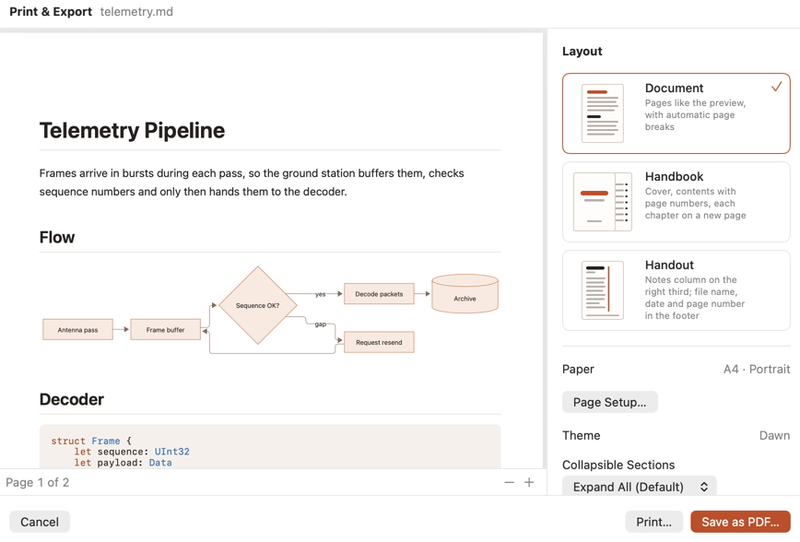 Print & Export telemetry.md
Telemetry Pipeline
Frames arrive in bursts during each pass, so the ground station buffers them, checks
sequence numbers and only then hands them to the decoder.
Flow
Antenna pass
Frame buffer
Sequence OK?
yes
gap
Decode packets
Request resend
Archive
Decoder
struct Frame {
let sequence: UInt32
let payload: Data
Page 1 of 2
Layout
Document
Pages like the preview,
with automatic page
breaks
Handbook
Cover, contents with
page numbers, each
chapter on a new page
Handout
Notes column on the
right third; file name,
date and page number
in the footer
Paper A4 · Portrait
Page Setup...
Theme Dawn
Collapsible Sections
Expand All (Default)
Cancel
Print...
Save as PDF...